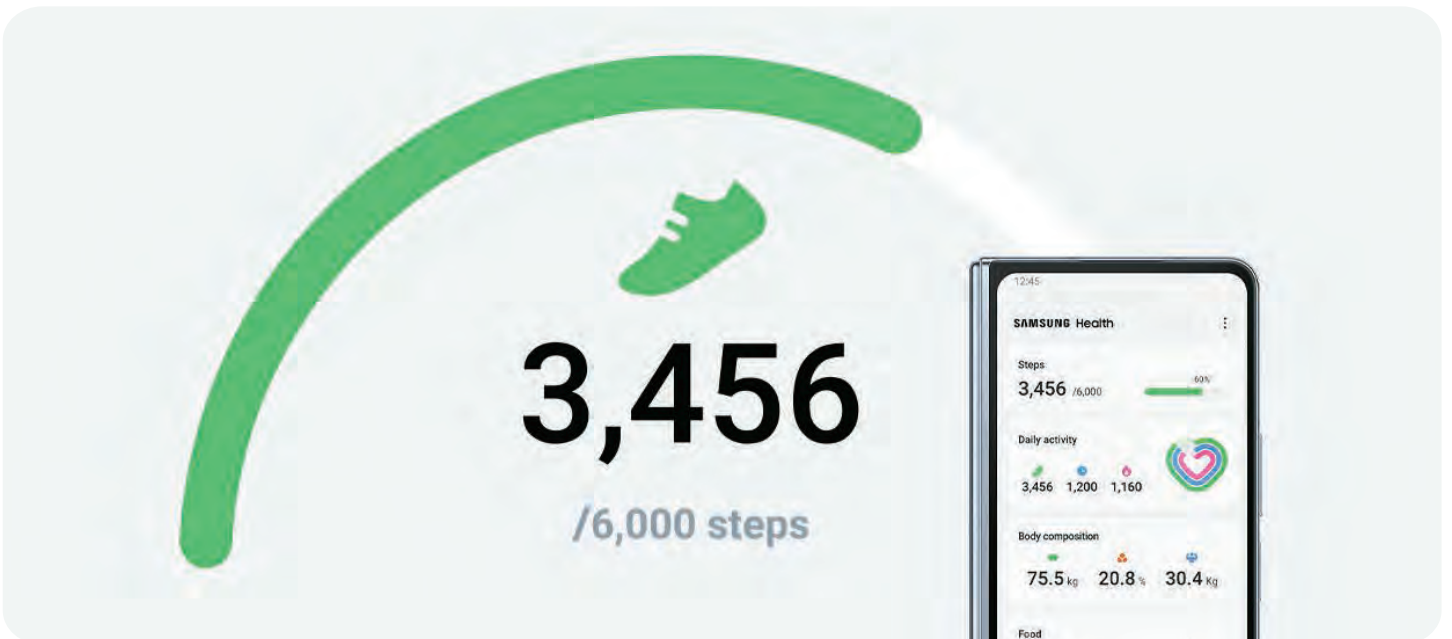 3,456
/6,000 steps
12:45
SAMSUNG Health
Steps
3,456 /6,000
60%
Daily activity
3,456 1,200 1,160
Body composition
75.5 kg 20.8 % 30.4 Kg
Food